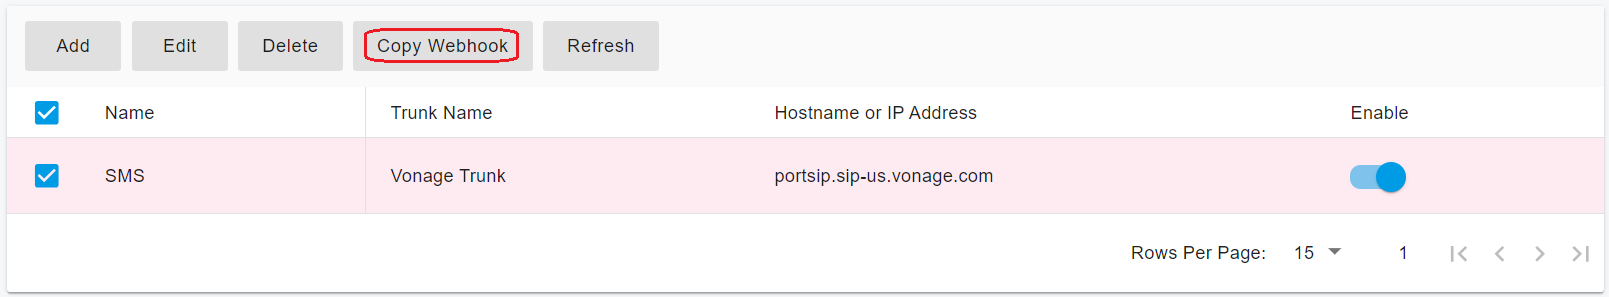 Add Edit Delete Copy Webhook Refresh
Name Trunk Name Hostname or IP Address Enable
SMS Vonage Trunk portsip.sip-us.vonage.com
Rows Per Page: 15 1